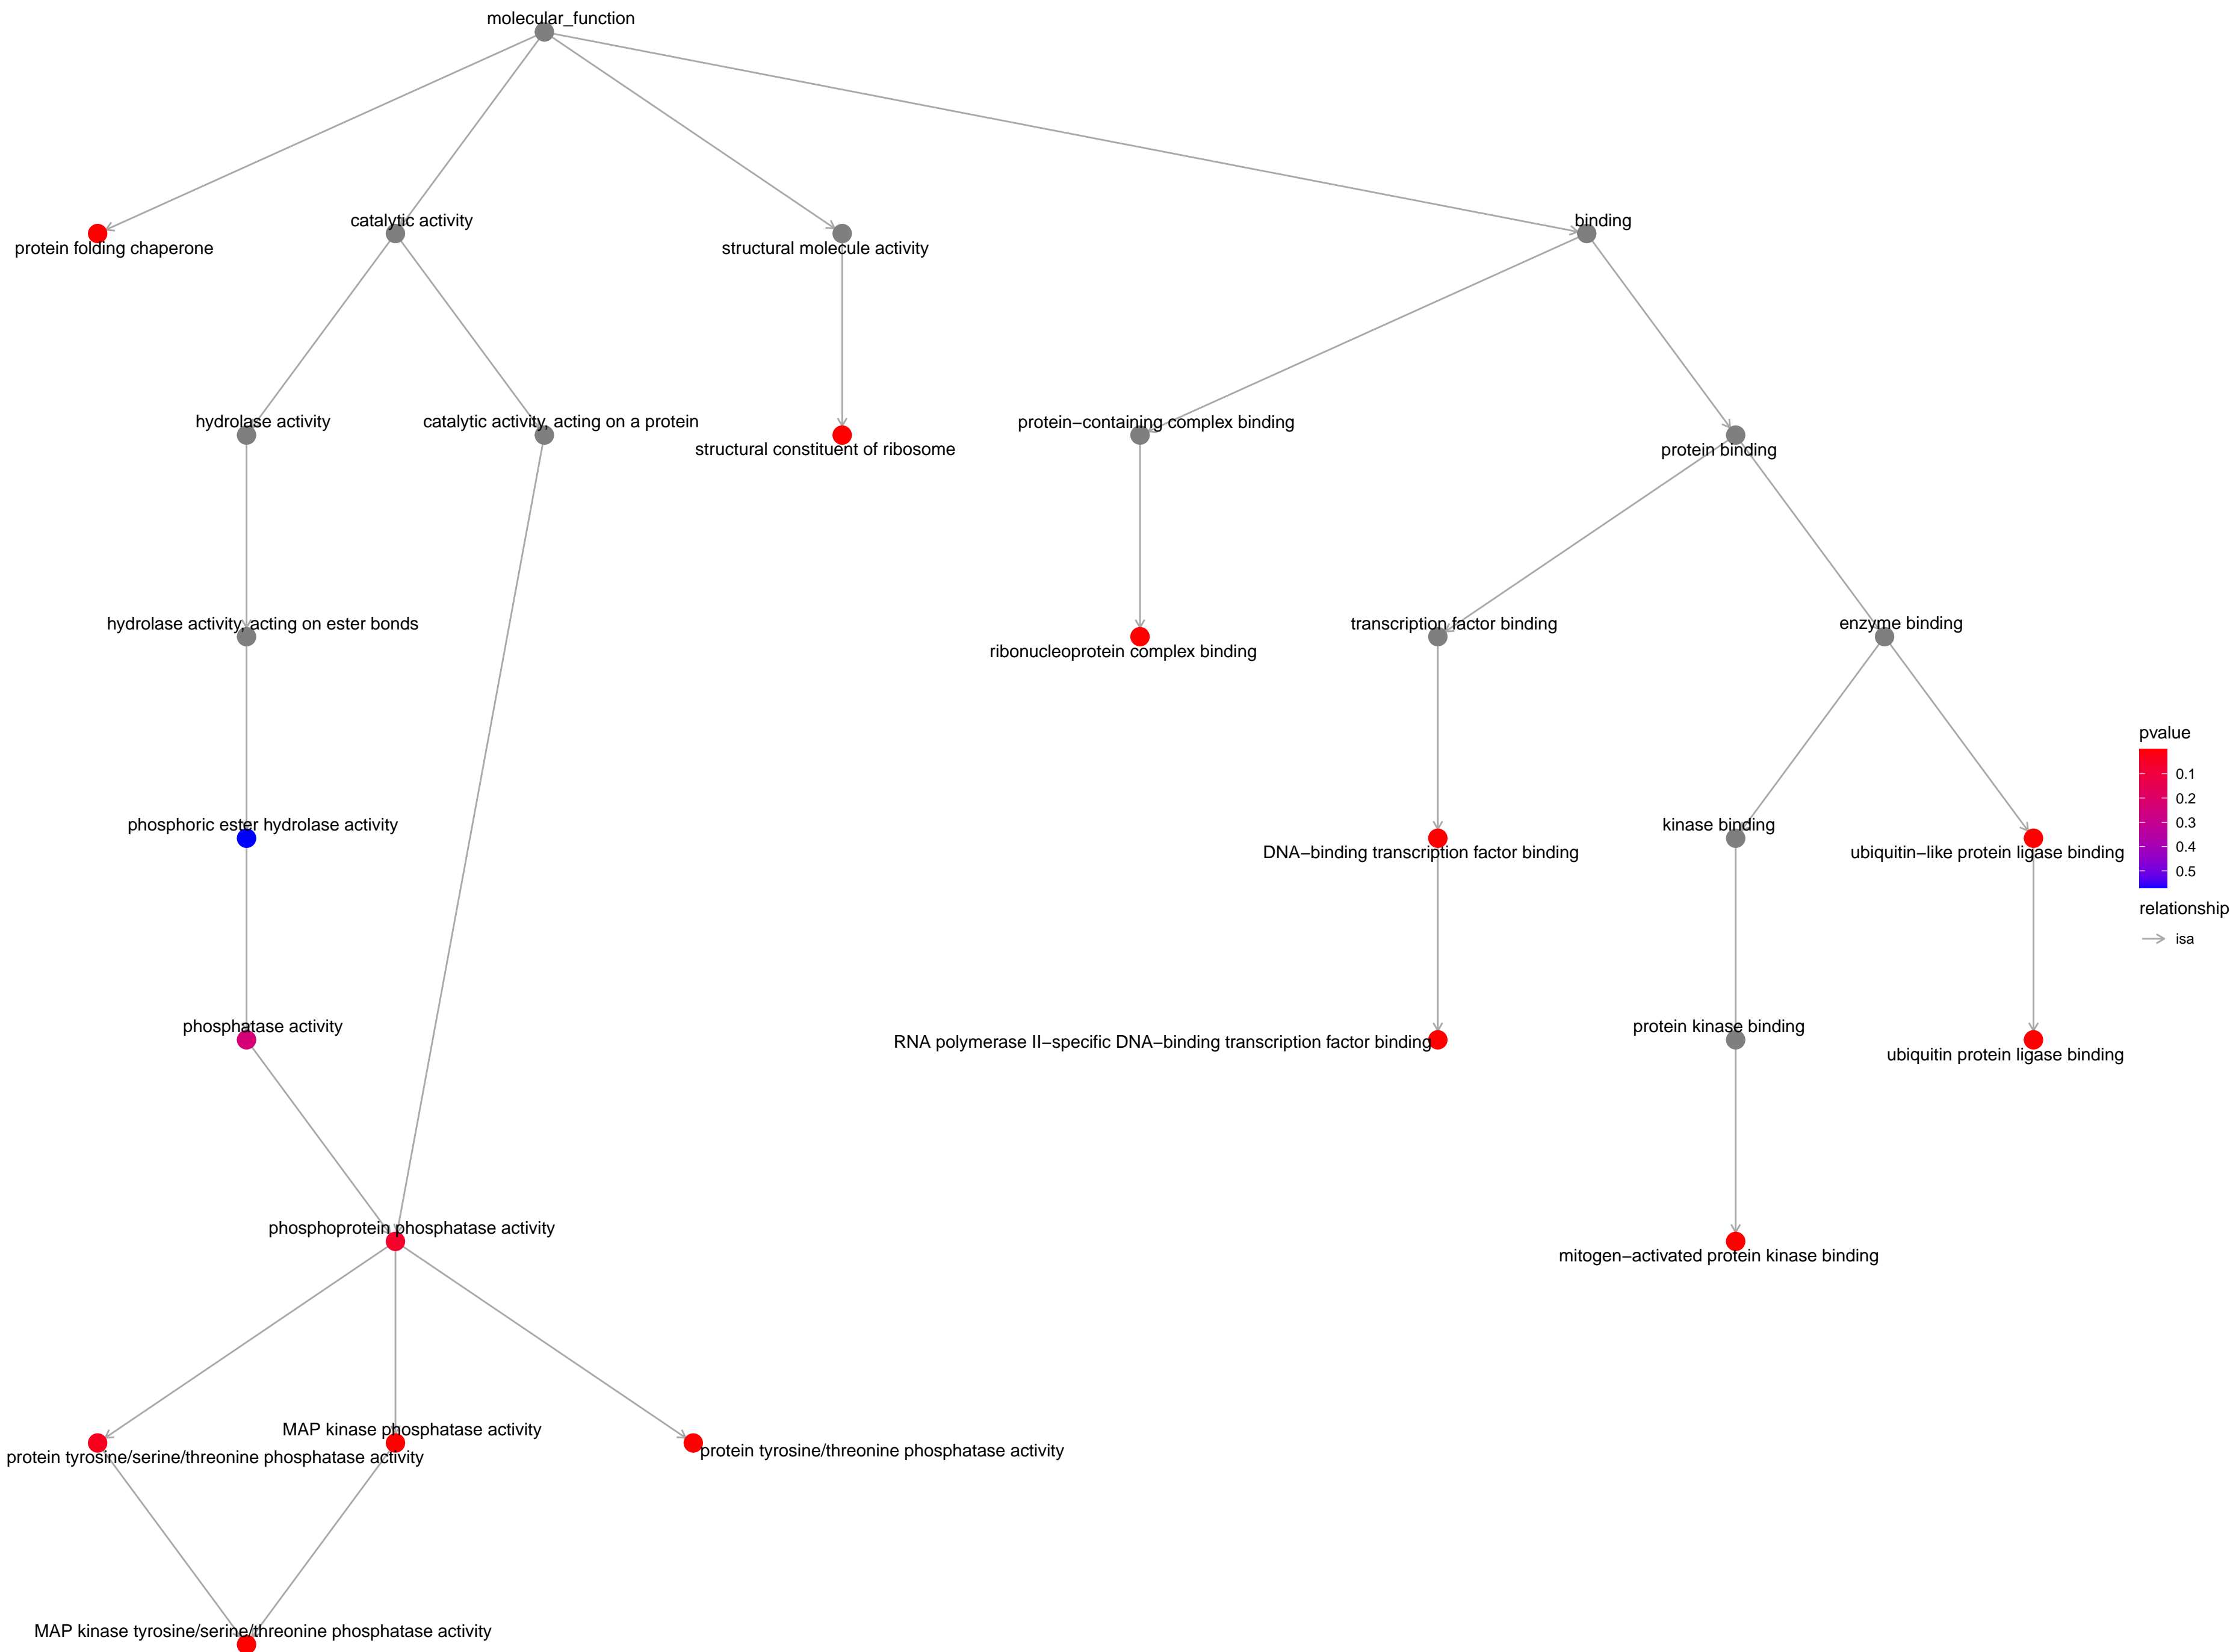 molecular_function
catalytic activity
binding
protein folding chaperone
structural molecule activity
hydrolase activity
catalytic activity, acting on a protein
protein−containing complex binding
structural constituent of ribosome
protein binding
hydrolase activity, acting on ester bonds
transcription factor binding
enzyme binding
ribonucleoprotein complex binding
pvalue
0.1
0.2
0.3
0.4
0.5
relationship
isa
phosphoric ester hydrolase activity
kinase binding
DNA−binding transcription factor binding
ubiquitin−like protein ligase binding
phosphatase activity
protein kinase binding
RNA polymerase II−specific DNA−binding transcription factor binding
ubiquitin protein ligase binding
phosphoprotein phosphatase activity
mitogen−activated protein kinase binding
MAP kinase phosphatase activity
protein tyrosine/serine/threonine phosphatase activity
protein tyrosine/threonine phosphatase activity
MAP kinase tyrosine/serine/threonine phosphatase activity